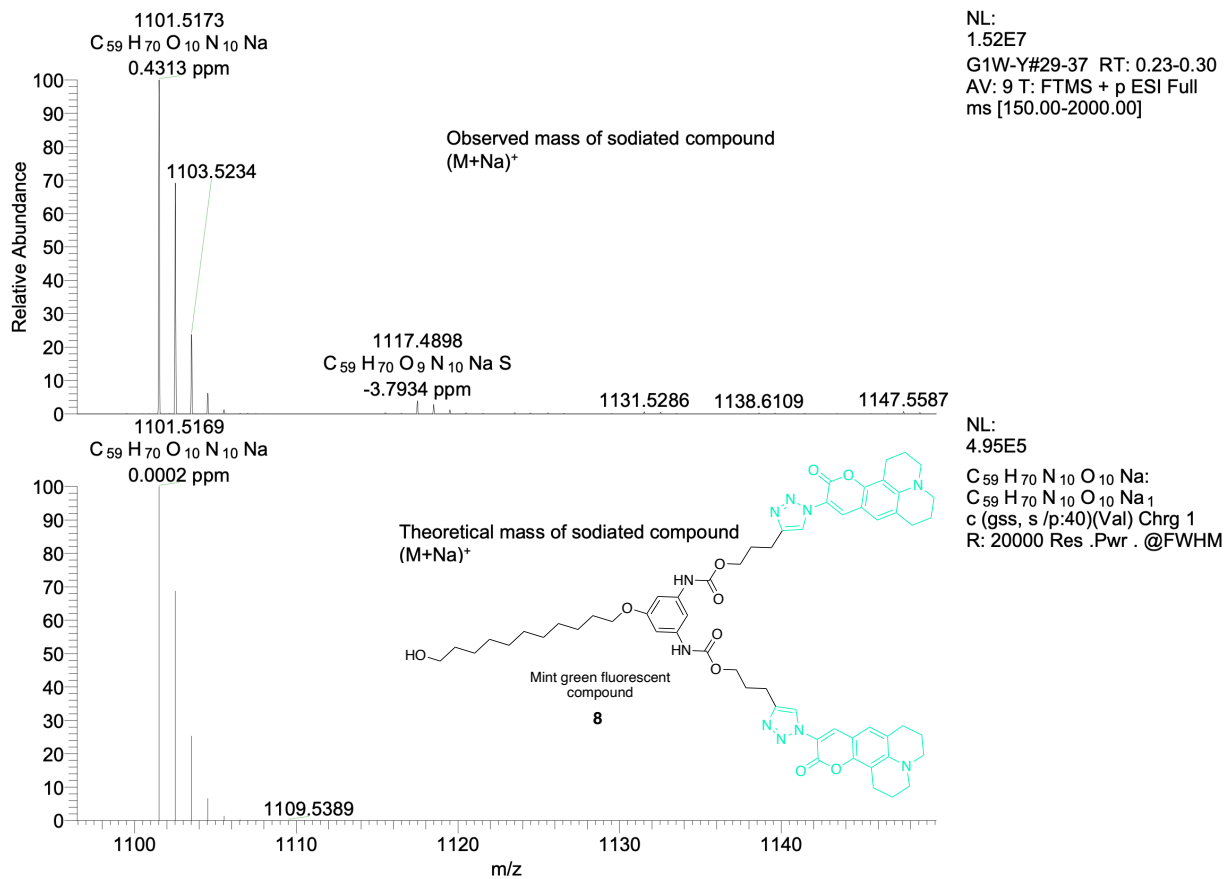 1101.5173
C 59 H 70 O 10 N 10 Na
0.4313 ppm
NL:
1.52E7
G1W-Y#29-37 RT: 0.23-0.30
AV: 9 T: FTMS + p ESI Full
ms [150.00-2000.00]
100
90
80
70
60
50
40
30
20
10
0
Relative Abundance
Observed mass of sodiated compound
(M+Na)+
1103.5234
1117.4898
C 59 H 70 O 9 N 10 Na S
-3.7934 ppm
1131.5286
1138.6109
1147.5587
1101.5169
C 59 H 70 O 10 N 10 Na
0.0002 ppm
NL:
4.95E5
C 59 H 70 N 10 O 10 Na:
C 59 H 70 N 10 O 10 Na 1
c (gss, s /p:40)(Val) Chrg 1
R: 20000 Res .Pwr . @FWHM
100
90
80
70
60
50
40
30
20
10
0
Theoretical mass of sodiated compound
(M+Na)+
O
O
N
N
N
N
O
HN
O
O
HO
HN
O
O
N
N
N
O
O
N
Mint green fluorescent
compound
8
1109.5389
1100
1110
1120
1130
1140
m/z